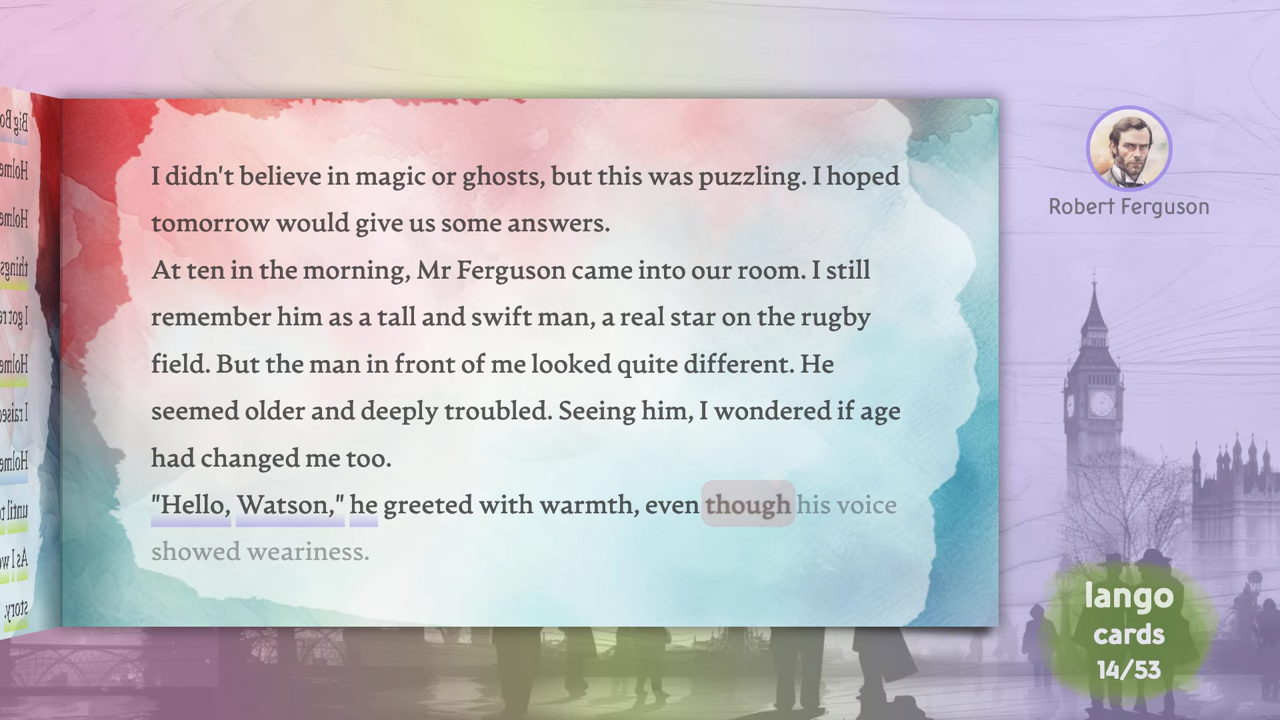 I didn't believe in magic or ghosts, but this was puzzling. I hoped
tomorrow would give us some answers.
At ten in the morning, Mr Ferguson came into our room. I still
remember him as a tall and swift man, a real star on the rugby
field. But the man in front of me looked quite different. He
seemed older and deeply troubled. Seeing him, I wondered if age
had changed me too.
"Hello, Watson," he greeted with warmth, even though his voice
showed weariness.
Robert Ferguson
lango
cards
14/53